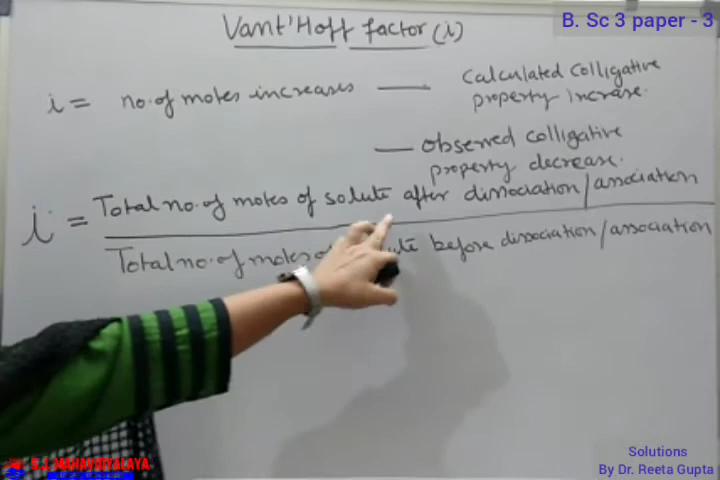 B. Sc 3 paper - 3
Vant'Hoff factor (i)
i = no. of moles increases — Calculated Colligative
property increase.
— observed colligative
property decrease.
i = Total no. of moles of solute after dissociation/association
Total no. of moles before dissociation/association
S.J. MAHAVIDYALAYA
Solutions
By Dr. Reeta Gupta